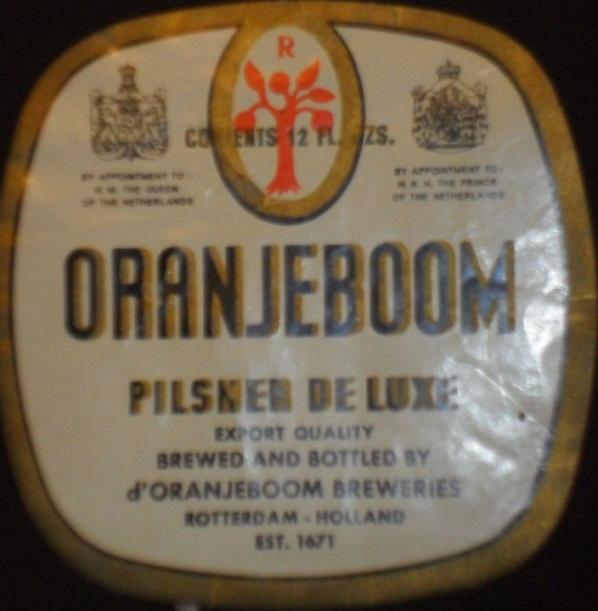 R
CONTENTS 12 FL. OZS.
BY APPOINTMENT TO
H. M. THE QUEEN
OF THE NETHERLANDS
BY APPOINTMENT TO
H. R. H. THE PRINCE
OF THE NETHERLANDS
ORANJEBOOM
PILSNER DE LUXE
EXPORT QUALITY
BREWED AND BOTTLED BY
d'ORANJEBOOM BREWERIES
ROTTERDAM - HOLLAND
EST. 1671